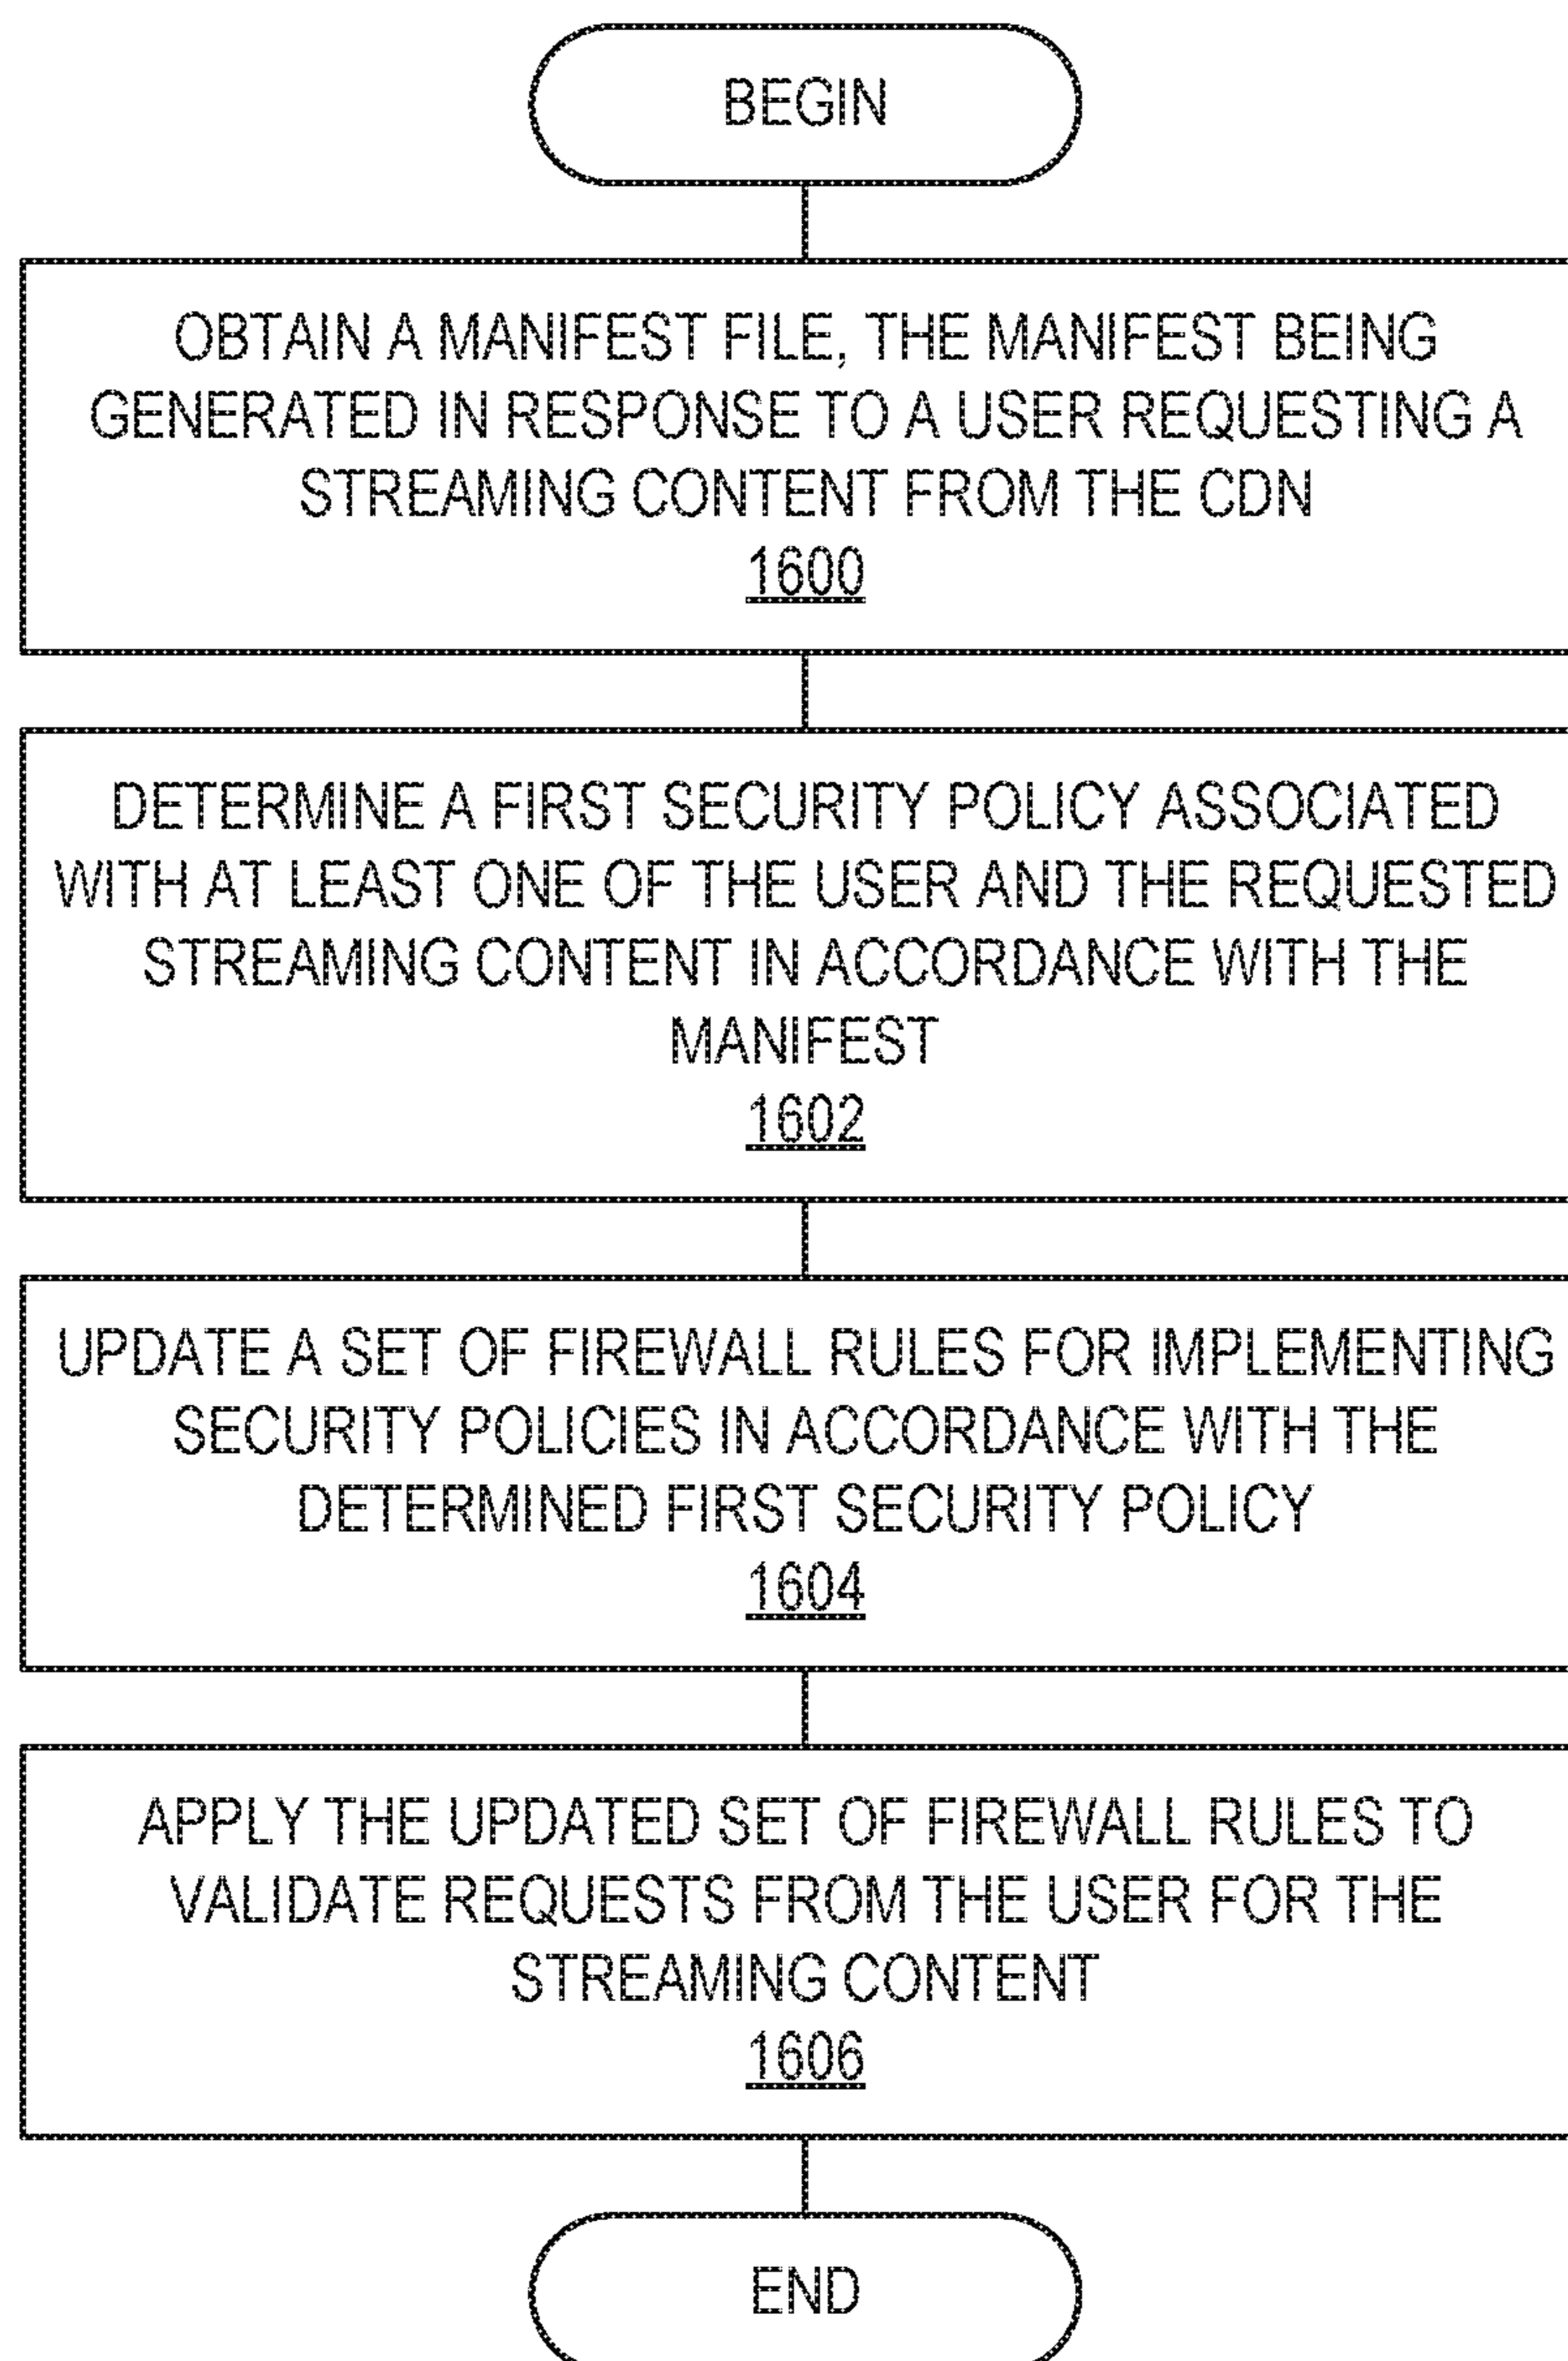 BEGIN
OBTAIN A MANIFEST FILE, THE MANIFEST BEING
GENERATED IN RESPONSE TO A USER REQUESTING A
STREAMING CONTENT FROM THE CDN
1600
DETERMINE A FIRST SECURITY POLICY ASSOCIATED
WITH AT LEAST ONE OF THE USER AND THE REQUESTED
STREAMING CONTENT IN ACCORDANCE WITH THE
MANIFEST
1602
UPDATE A SET OF FIREWALL RULES FOR IMPLEMENTING
SECURITY POLICIES IN ACCORDANCE WITH THE
DETERMINED FIRST SECURITY POLICY
1604
APPLY THE UPDATED SET OF FIREWALL RULES TO
VALIDATE REQUESTS FROM THE USER FOR THE
STREAMING CONTENT
1606
END